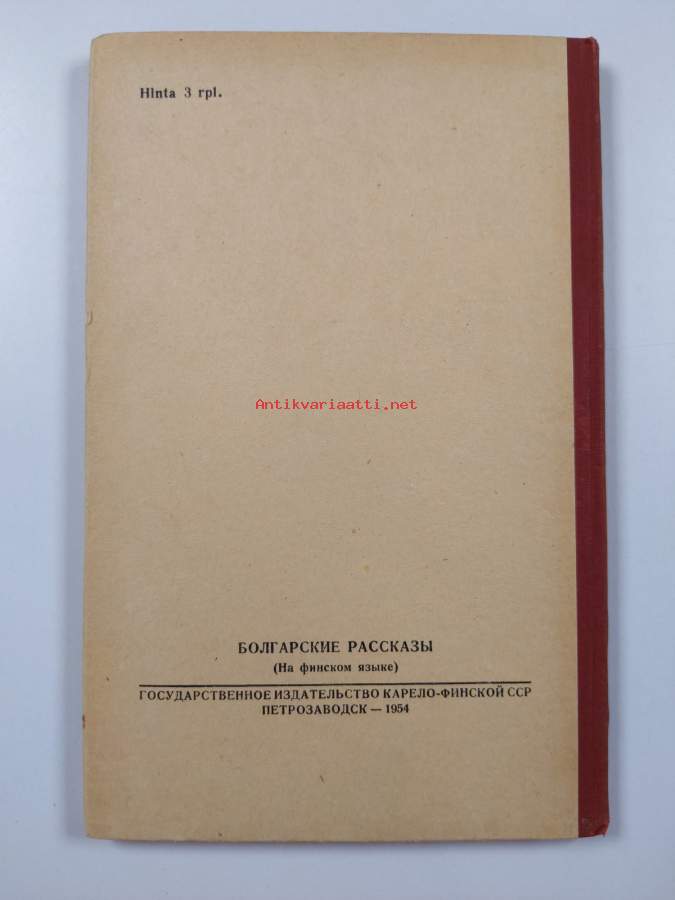 Hinta 3 rpl.
Antikvariaatti.net
БОЛГАРСКИЕ РАССКАЗЫ
(На финском языке)
ГОСУДАРСТВЕННОЕ ИЗДАТЕЛЬСТВО КАРЕЛО-ФИНСКОЙ ССР
ПЕТРОЗАВОДСК — 1954